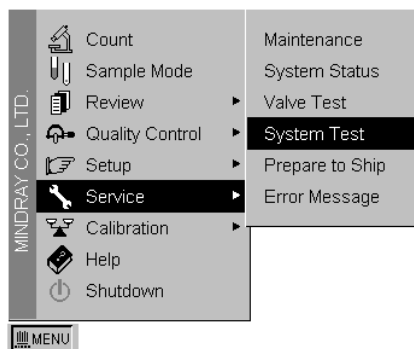 MINDRAY CO., LTD.
Count
Sample Mode
Review
Quality Control
Setup
Service
Calibration
Help
Shutdown
Maintenance
System Status
Valve Test
System Test
Prepare to Ship
Error Message
MENU